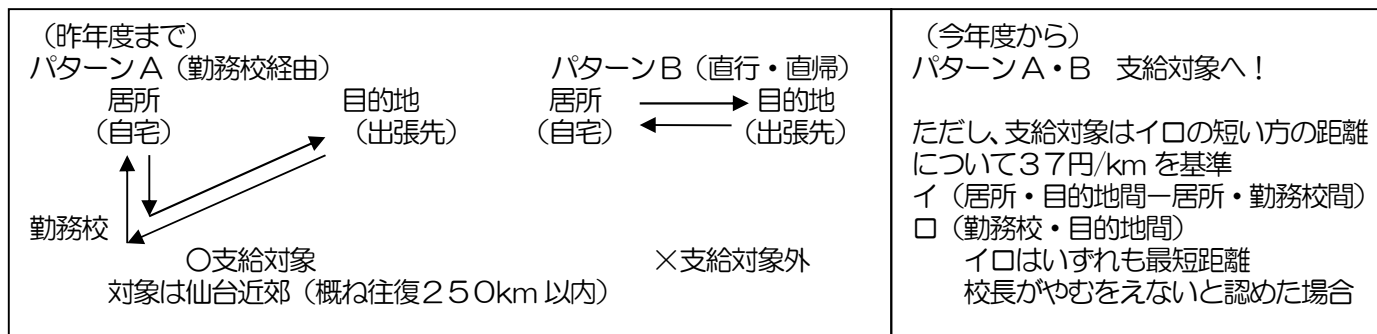 （昨年度まで）
パターンＡ（勤務校経由）　　パターンＢ（直行・直帰）
居所　目的地　居所　目的地
（自宅）　（出張先）　（自宅）　（出張先）
勤務校
〇支給対象　×支給対象外
対象は仙台近郊（概ね往復２５０km 以内）
（今年度から）
パターンＡ・Ｂ　支給対象へ！
ただし、支給対象はイロの短い方の距離
について３７円/km を基準
イ（居所・目的地間ー居所・勤務校間）
ロ（勤務校・目的地間）
イロはいずれも最短距離
校長がやむをえないと認めた場合